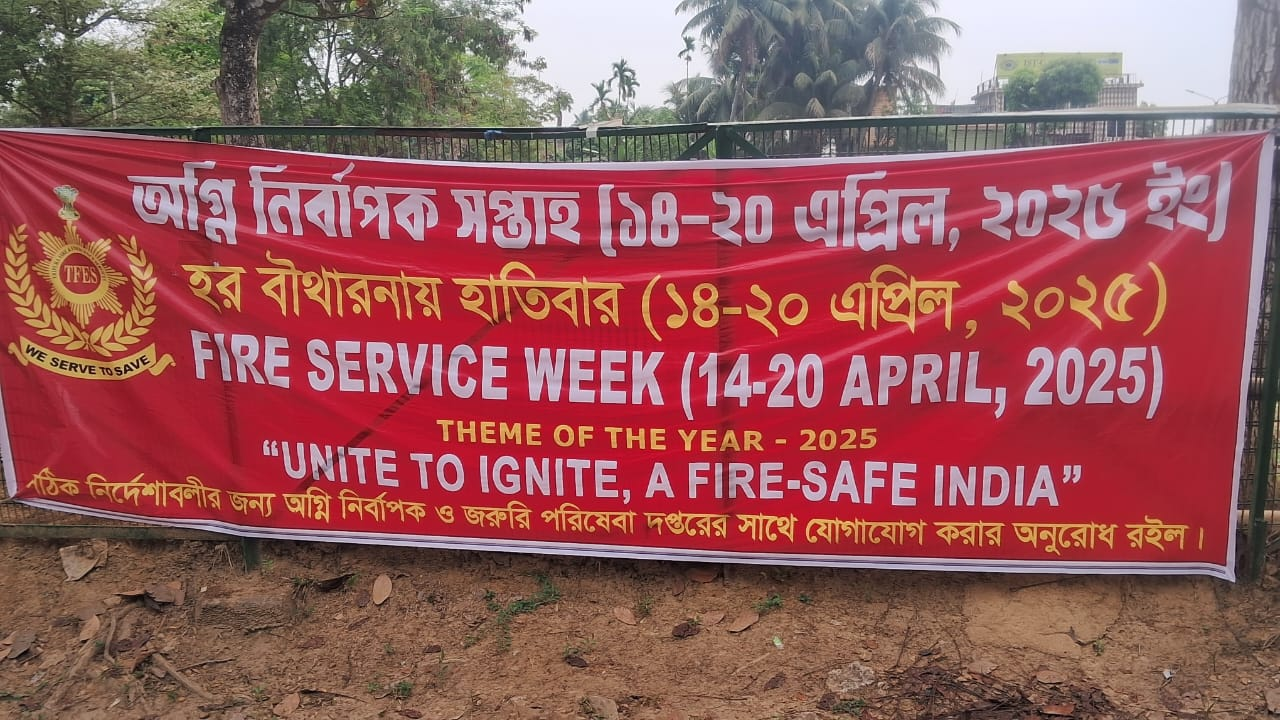 অগ্নি নির্বাপক সপ্তাহ (১৪-২০ এপ্রিল, ২০২৫ ইং)
হর বীথারনায় হাতিবার (১৪-২০ এপ্রিল, ২০২৫)
TFES
WE SERVE TO SAVE
FIRE SERVICE WEEK (14-20 APRIL, 2025)
THEME OF THE YEAR - 2025
“UNITE TO IGNITE, A FIRE-SAFE INDIA”
নির্দেশাবলীর জন্য অগ্নি নির্বাপক ও জরুরি পরিষেবা দপ্তরের সাথে যোগাযোগ করার অনুরোধ রইল।